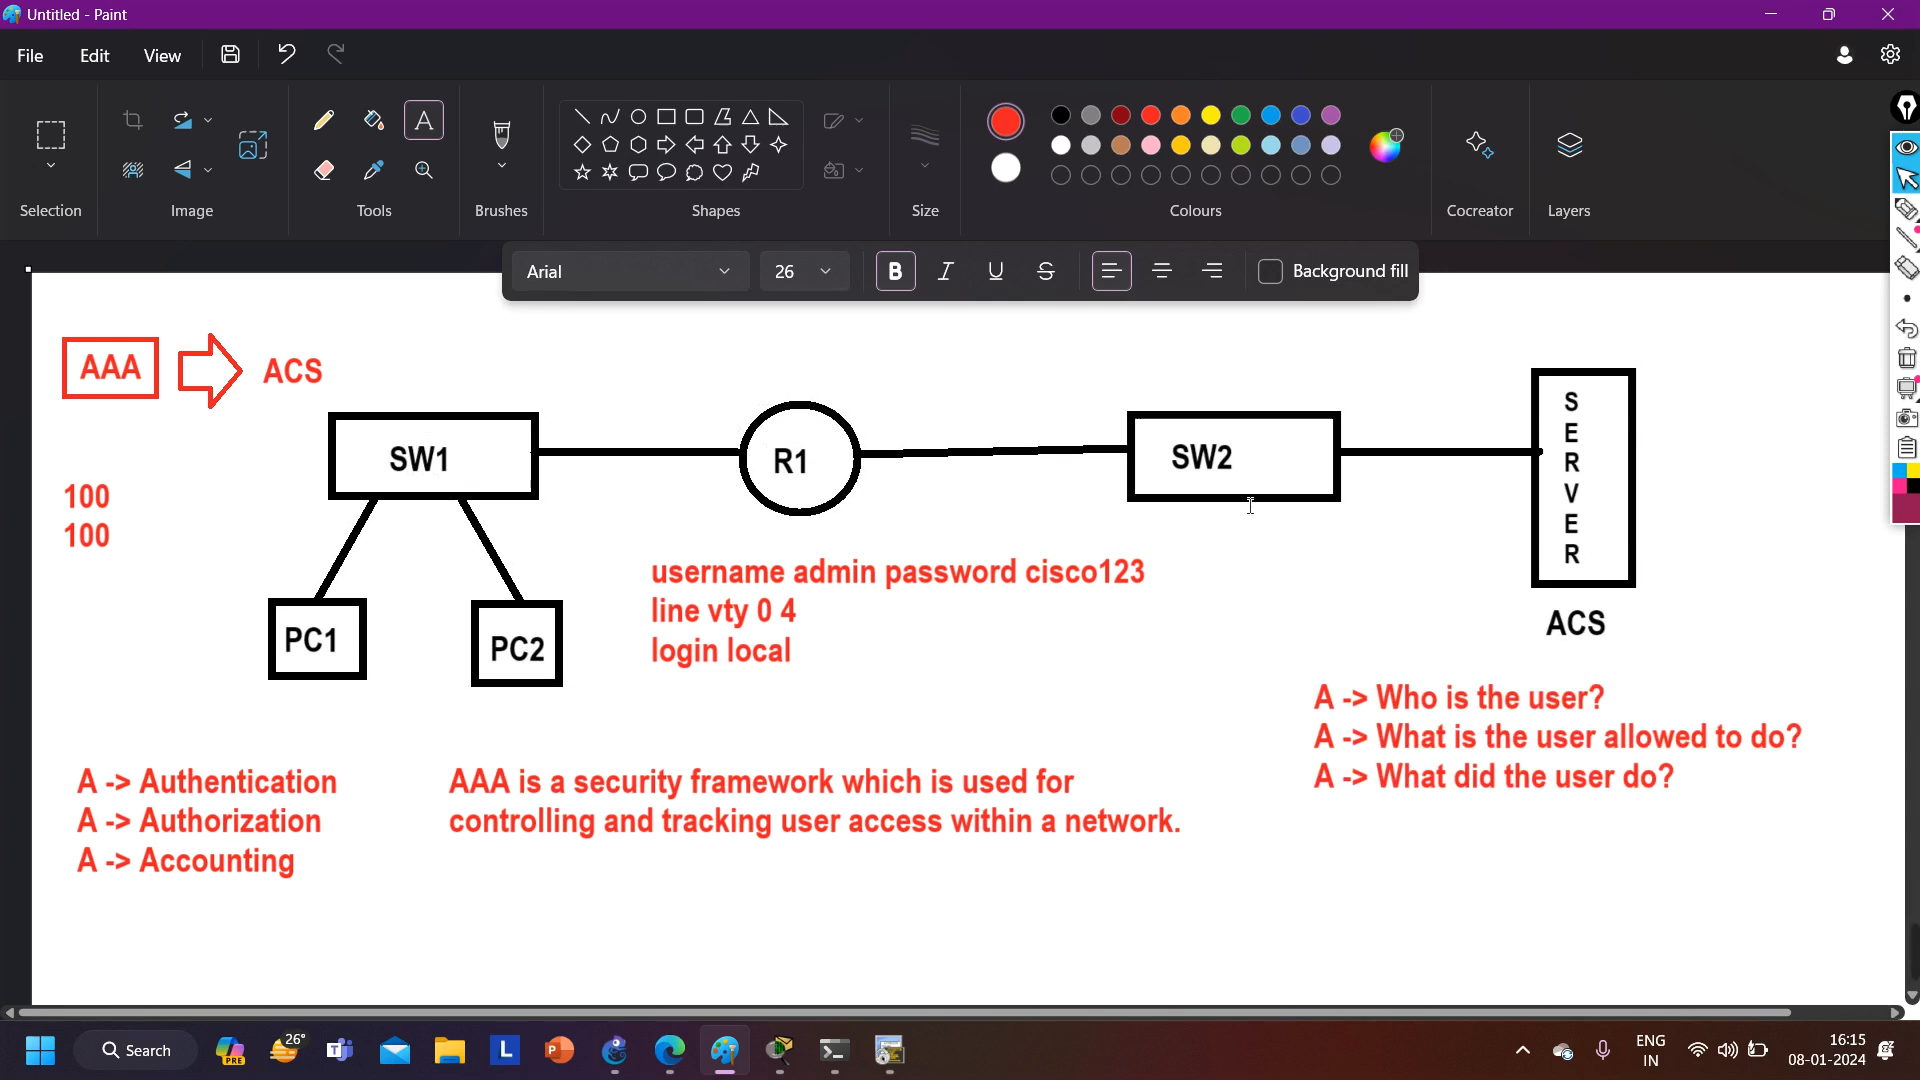 Untitled - Paint
File Edit View
Selection
Image
Tools
Brushes
Shapes
Size
Colours
Cocreator
Layers
Arial 26 B I U S Background fill
AAA
ACS
SW1
R1
SW2
S
E
R
V
E
R
100
100
PC1
PC2
username admin password cisco123
line vty 0 4
login local
ACS
A -> Who is the user?
A -> What is the user allowed to do?
A -> What did the user do?
A -> Authentication
A -> Authorization
A -> Accounting
AAA is a security framework which is used for
controlling and tracking user access within a network.
Search
PRE
26°
L
ENG
IN
16:15
08-01-2024